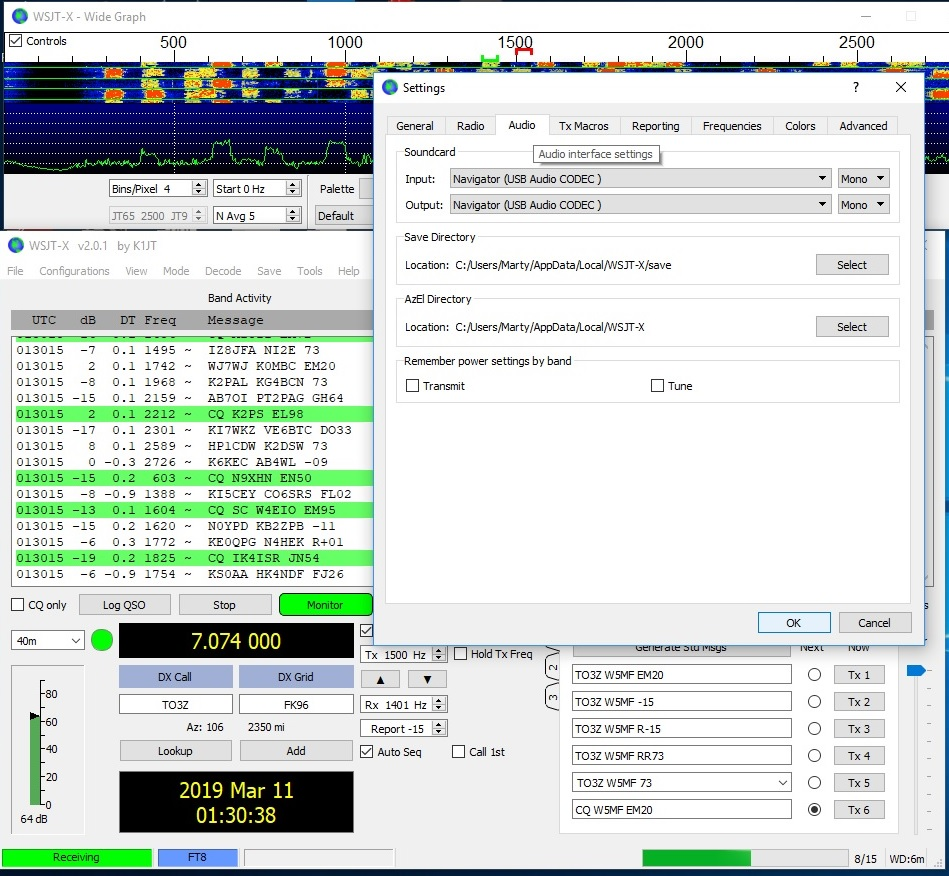 WSJT-X - Wide Graph
Controls
500 1000 1500 2000 2500
Bins/Pixel 4 Start 0 Hz Palette
JT65 2500 JT9 N Avg 5 Default
Settings
?
General Radio Audio Tx Macros Reporting Frequencies Colors Advanced
Soundcard
Audio interface settings
Input: Navigator (USB Audio CODEC ) Mono
Output: Navigator (USB Audio CODEC ) Mono
Save Directory
Location: C:/Users/Marty/AppData/Local/WSJT-X/save Select
AzEl Directory
Location: C:/Users/Marty/AppData/Local/WSJT-X Select
Remember power settings by band
Transmit Tune
OK Cancel
WSJT-X v2.0.1 by K1JT
File Configurations View Mode Decode Save Tools Help
Band Activity
UTC dB DT Freq Message
013015 -7 0.1 1495 ~ IZ8JFA NI2E 73
013015 2 0.1 1742 ~ WJ7WJ K0MBC EM20
013015 -8 0.1 1968 ~ K2PAL KG4BCN 73
013015 -15 0.1 2159 ~ AB7OI PT2PAG GH64
013015 2 0.1 2212 ~ CQ K2PS EL98
013015 -17 0.1 2301 ~ KI7WKZ VE6BTC DO33
013015 8 0.1 2589 ~ HP1CDW K2DSW 73
013015 0 -0.3 2726 ~ K6KEC AB4WL -09
013015 -15 0.2 603 ~ CQ N9XHN EN50
013015 -8 -0.9 1388 ~ KI5CEY CO6SRS FL02
013015 -13 0.1 1604 ~ CQ SC W4EIO EM95
013015 -15 0.2 1620 ~ N0YPD KB2ZPB -11
013015 -6 0.3 1772 ~ KE0QPG N4HEK R+01
013015 -19 0.2 1825 ~ CQ IK4ISR JN54
013015 -6 -0.9 1754 ~ KS0AA HK4NDF FJ26
CQ only Log QSO Stop Monitor
40m 7.074 000
Tx 1500 Hz Hold Tx Freq
DX Call DX Grid
TO3Z FK96
Rx 1401 Hz
Az: 106 2350 mi
Report -15
Lookup Add
Auto Seq Call 1st
2019 Mar 11
01:30:38
80
60
40
20
0
64 dB
2
3
Generate Std Msgs Next Now
TO3Z W5MF EM20 Tx 1
TO3Z W5MF -15 Tx 2
TO3Z W5MF R-15 Tx 3
TO3Z W5MF RR73 Tx 4
TO3Z W5MF 73 Tx 5
CQ W5MF EM20 Tx 6
Receiving FT8 8/15 WD:6m